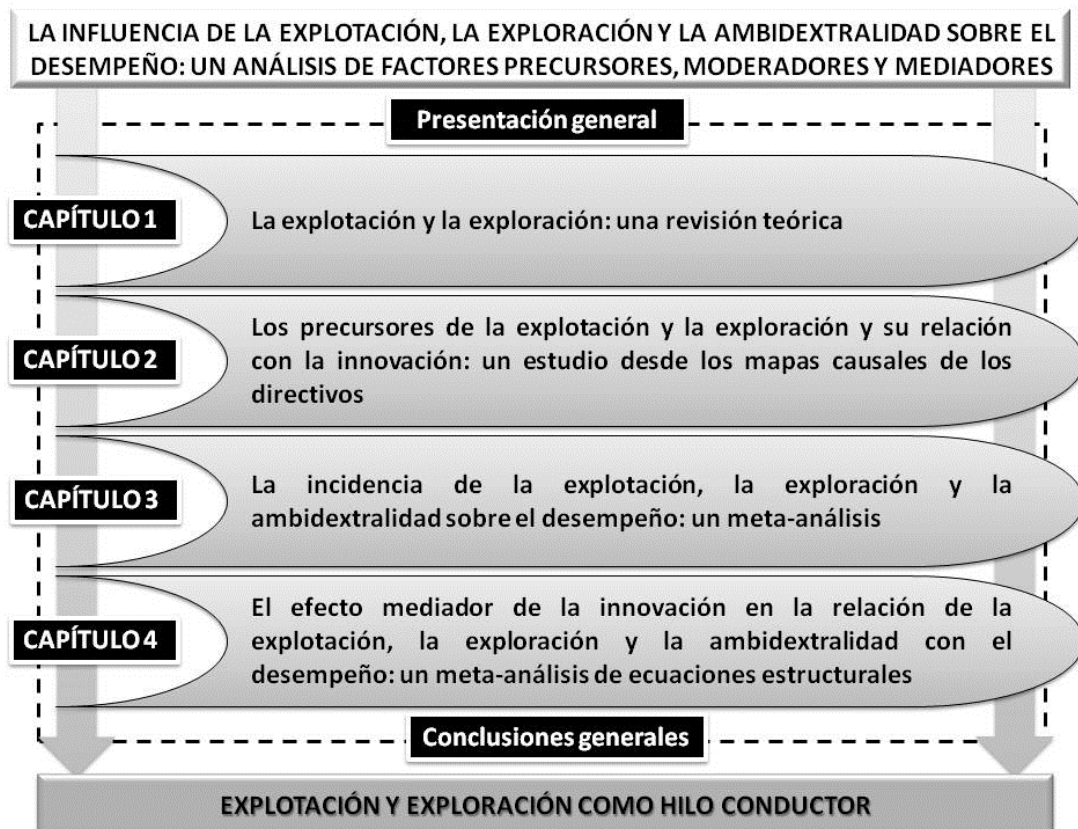 LA INFLUENCIA DE LA EXPLOTACIÓN, LA EXPLORACIÓN Y LA AMBIDEXTRALIDAD SOBRE EL
DESEMPEÑO: UN ANÁLISIS DE FACTORES PRECURSORES, MODERADORES Y MEDIADORES
Presentación general
CAPÍTULO 1
La explotación y la exploración: una revisión teórica
CAPÍTULO 2
Los precursores de la explotación y la exploración y su relación
con la innovación: un estudio desde los mapas causales de los
directivos
CAPÍTULO 3
La incidencia de la explotación, la exploración y la
ambidextralidad sobre el desempeño: un meta-análisis
CAPÍTULO 4
El efecto mediador de la innovación en la relación de la
explotación, la exploración y la ambidextralidad con el
desempeño: un meta-análisis de ecuaciones estructurales
Conclusiones generales
EXPLOTACIÓN Y EXPLORACIÓN COMO HILO CONDUCTOR